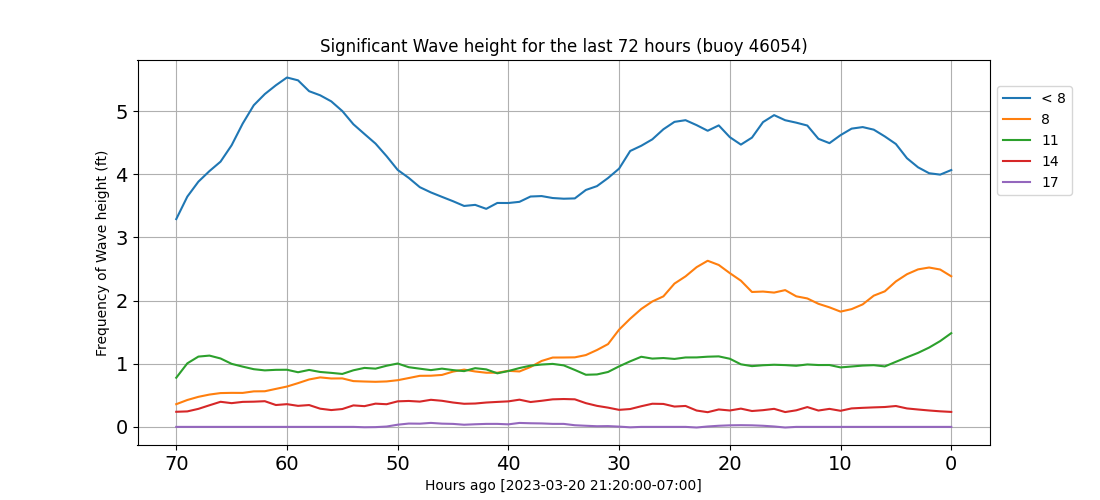 Significant Wave height for the last 72 hours (buoy 46054)
Frequency of Wave height (ft)
5
4
3
2
1
0
70 60 50 40 30 20 10 0
Hours ago [2023-03-20 21:20:00-07:00]
< 8
8
11
14
17